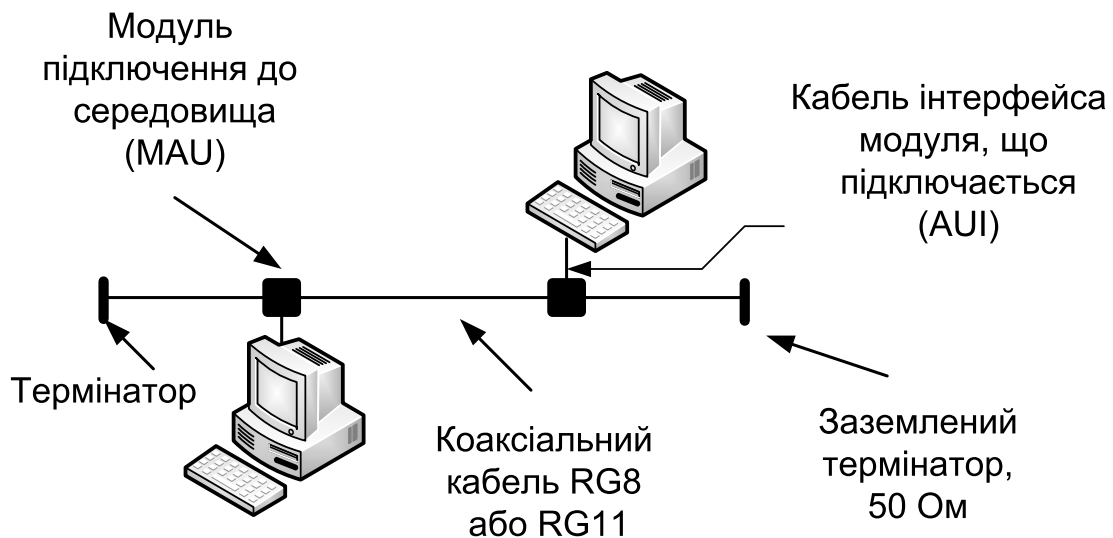 Модуль
підключення до
середовища
(MAU)
Кабель інтерфейса
модуля, що
підключається
(AUI)
Термінатор
Коаксіальний
кабель RG8
або RG11
Заземлений
термінатор,
50 Ом